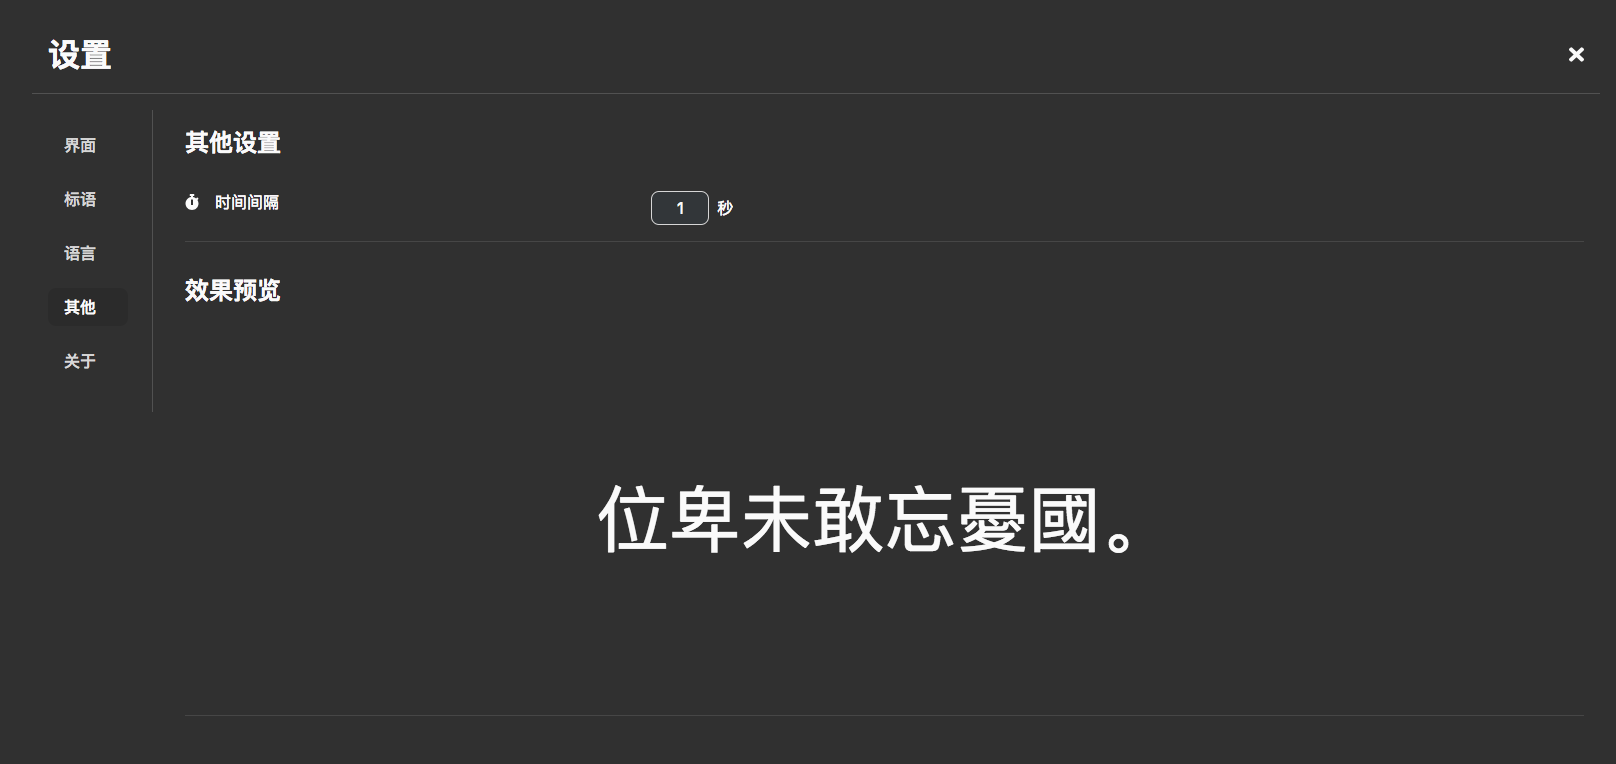 设置
界面
标语
语言
其他
关于
其他设置
时间间隔
1 秒
效果预览
位卑未敢忘憂國。